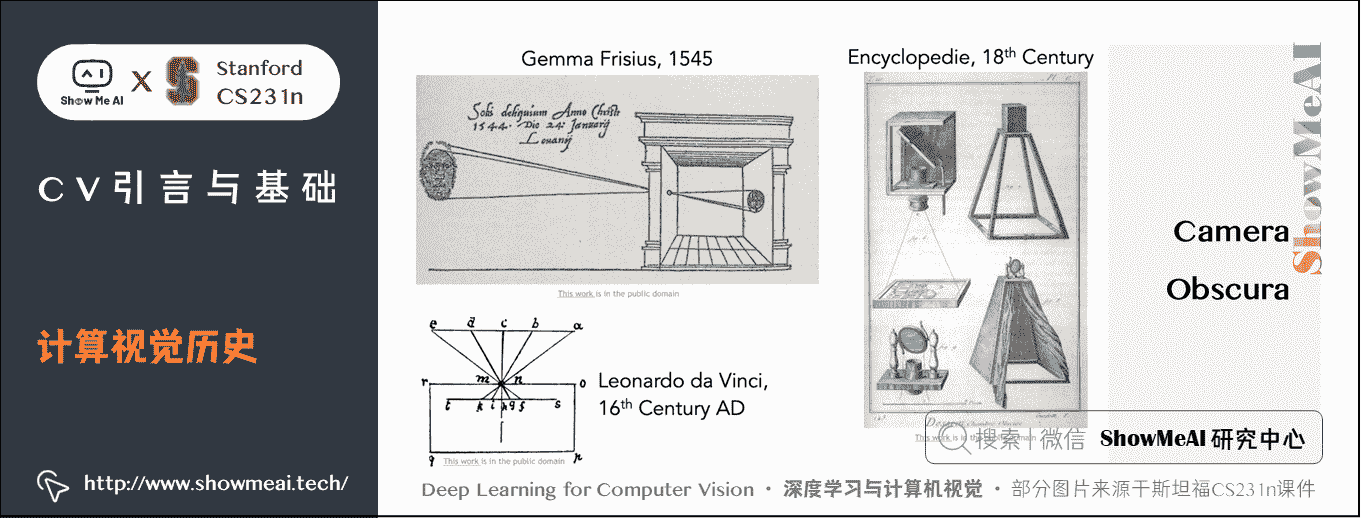 Show Me AI
X
Stanford
CS231n
CV引言与基础
计算视觉历史
http://www.showmeai.tech/
Gemma Frisius, 1545
Solis deliquium Anno Christi
1544. Die 24: Januarij
Louanij
This work is in the public domain
e d c b a
r m n o
t k i h g f s
q p
Leonardo da Vinci,
16th Century AD
This work is in the public domain
Encyclopedie, 18th Century
This work is in the public domain
Camera
Obscura
ShowMeAI
搜索|微信 ShowMeAI 研究中心
Deep Learning for Computer Vision · 深度学习与计算机视觉 · 部分图片来源于斯坦福CS231n课件